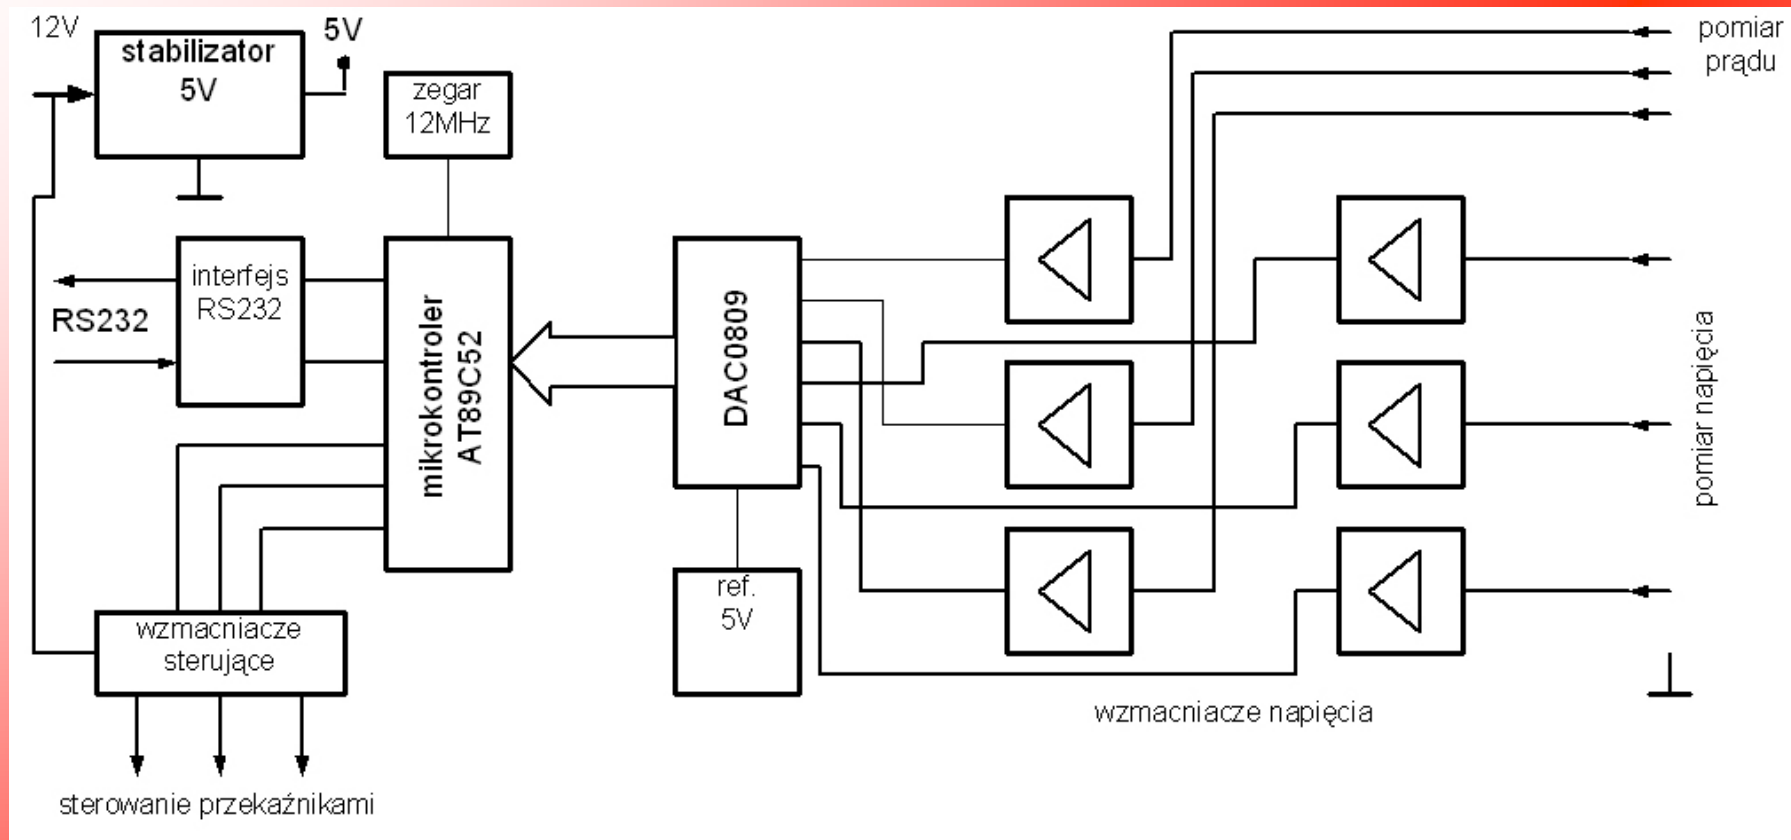 12V
stabilizator
5V
5V
zegar
12MHz
pomiar
prądu
interfejs
RS232
RS232
mikrokontroler
AT89C52
DAC0809
pomiar napięcia
ref.
5V
wzmacniacze
sterujące
wzmacniacze napięcia
sterowanie przekaźnikami